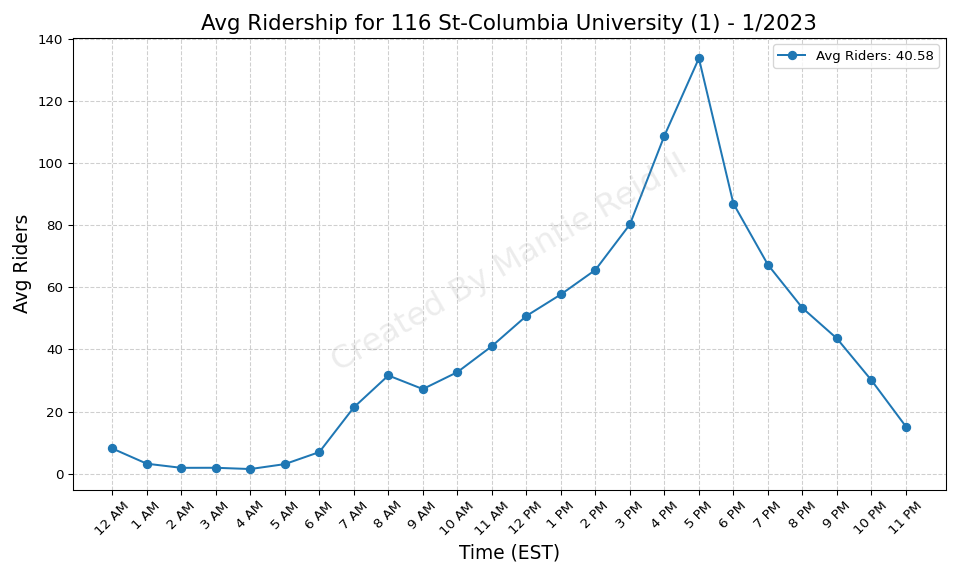 Avg Ridership for 116 St-Columbia University (1) - 1/2023
Avg Riders: 40.58
Avg Riders
140
120
100
80
60
40
20
0
Created By Mantie Reid II
12 AM
1 AM
2 AM
3 AM
4 AM
5 AM
6 AM
7 AM
8 AM
9 AM
10 AM
11 AM
12 PM
1 PM
2 PM
3 PM
4 PM
5 PM
6 PM
7 PM
8 PM
9 PM
10 PM
11 PM
Time (EST)